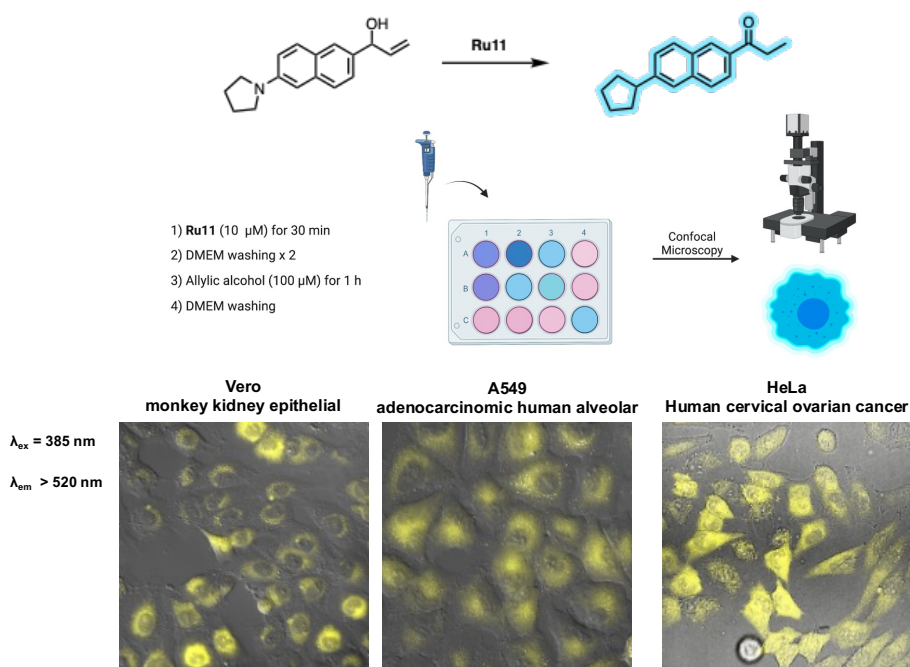 OH
Ru11
O
N
1) Ru11 (10 µM) for 30 min
2) DMEM washing x 2
3) Allylic alcohol (100 µM) for 1 h
4) DMEM washing
1 2 3 4
A
B
C
Confocal
Microscopy
Vero
monkey kidney epithelial
A549
adenocarcinomic human alveolar
HeLa
Human cervical ovarian cancer
λex = 385 nm
λem > 520 nm